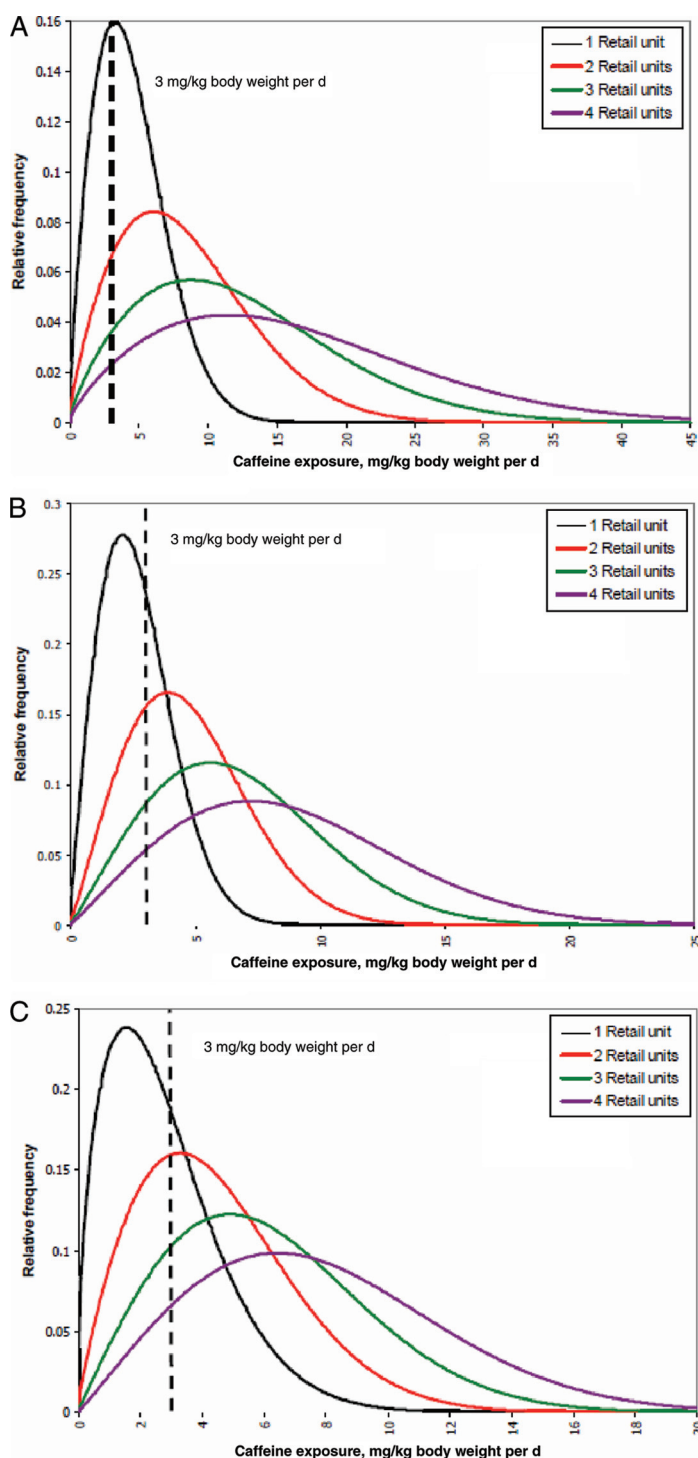 A
0.16
0.14
0.12
0.1
0.08
0.06
0.04
0.02
0
Relative frequency
3 mg/kg body weight per d
1 Retail unit
2 Retail units
3 Retail units
4 Retail units
0
5
10
15
20
25
30
35
40
45
Caffeine exposure, mg/kg body weight per d
B
0.3
0.25
0.2
0.15
0.1
0.05
0
Relative frequency
3 mg/kg body weight per d
1 Retail unit
2 Retail units
3 Retail units
4 Retail units
0
5
10
15
20
25
Caffeine exposure, mg/kg body weight per d
C
0.25
0.2
0.15
0.1
0.05
0
Relative frequency
3 mg/kg body weight per d
1 Retail unit
2 Retail units
3 Retail units
4 Retail units
0
2
4
6
8
10
12
14
16
18
20
Caffeine exposure, mg/kg body weight per d